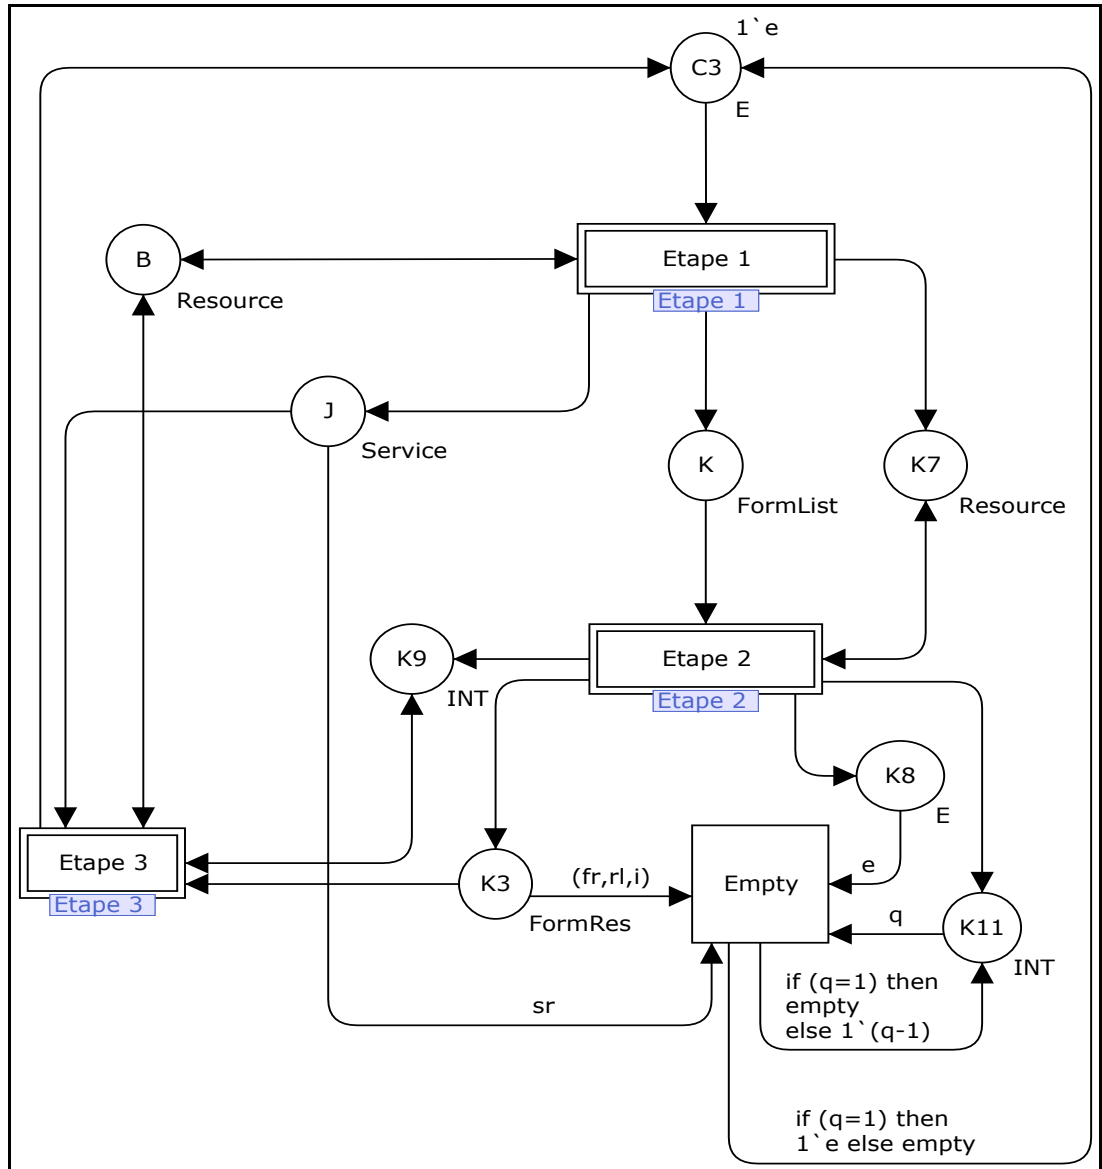 1`e
C3
E
B
Resource
Etape 1
Etape 1
J
Service
K
FormList
K7
Resource
K9
INT
Etape 2
Etape 2
K8
E
Etape 3
Etape 3
K3
FormRes
(fr,rl,i)
Empty
e
q
K11
INT
sr
if (q=1) then
empty
else 1`(q-1)
if (q=1) then
1`e else empty